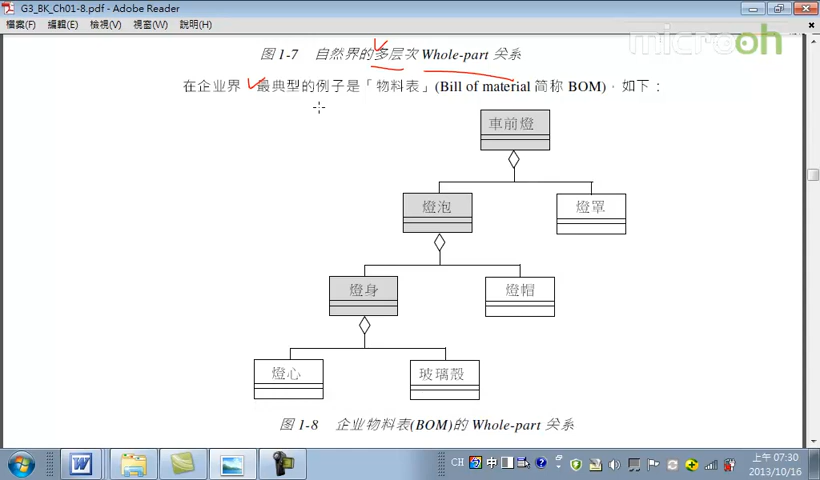 G3_BK_Ch01-8.pdf - Adobe Reader
檔案(F) 編輯(E) 檢視(V) 視窗(W) 說明(H)
microoh
图 1-7 自然界的多层次 Whole-part 关系
在企业界 最典型的例子是「物料表」(Bill of material 简称 BOM)，如下：
車前燈
燈泡
燈罩
燈身
燈帽
燈心
玻璃殼
图 1-8 企业物料表(BOM)的 Whole-part 关系
CH 中
上午 07:30
2013/10/16